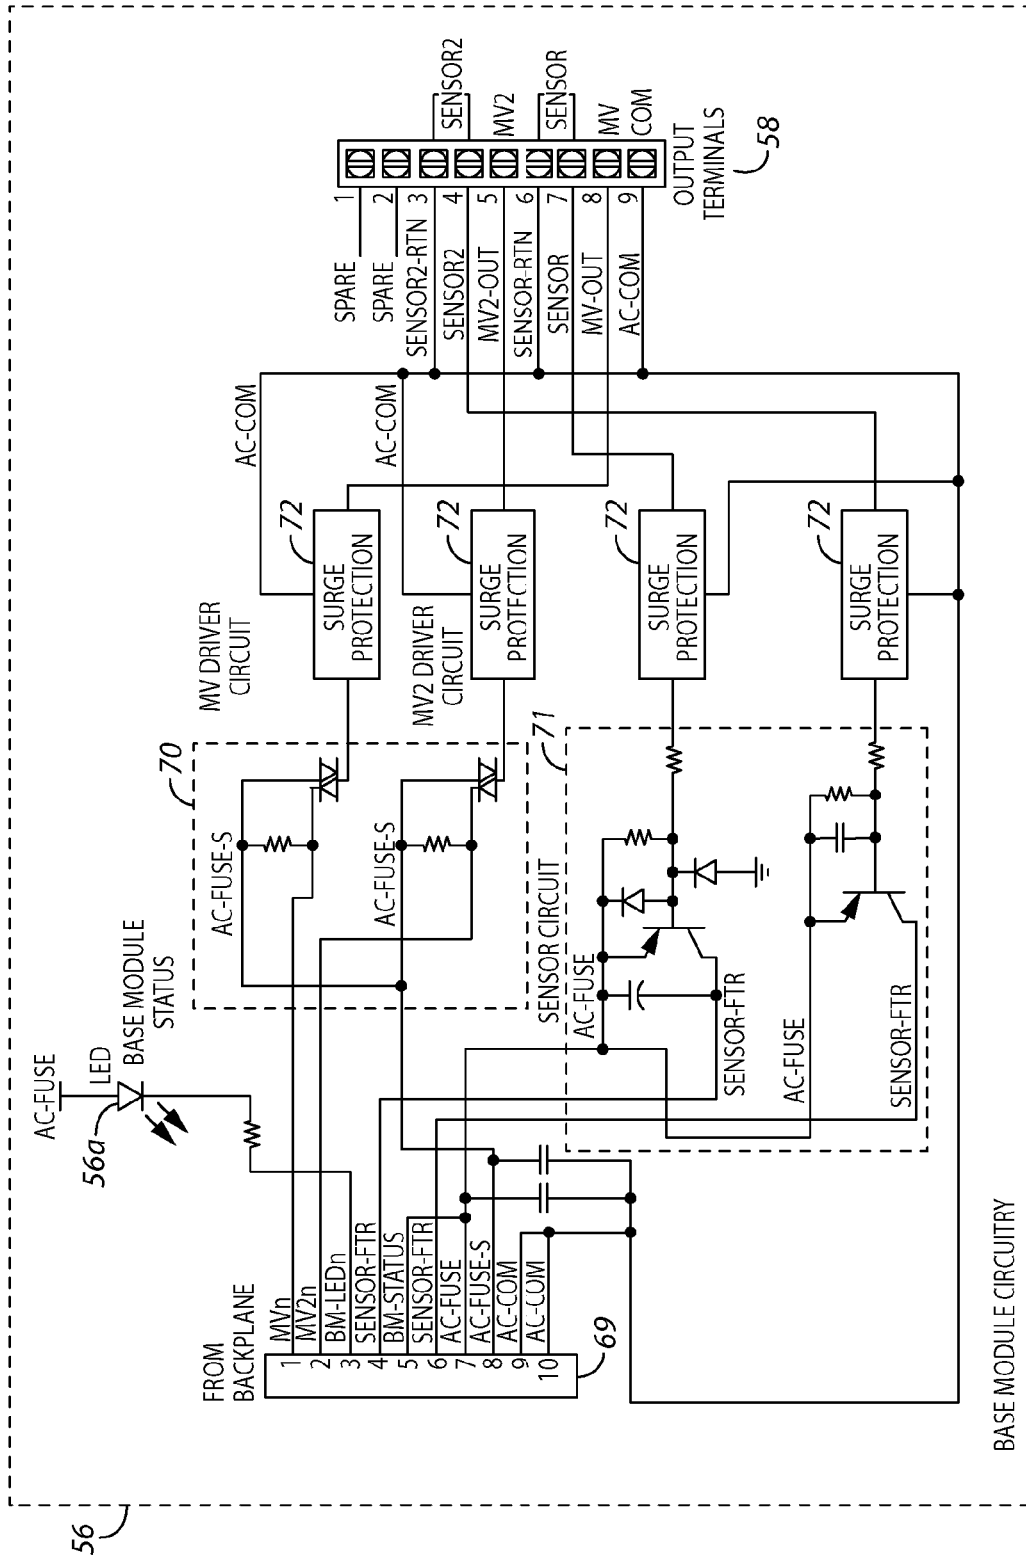 56
BASE MODULE CIRCUITRY
FROM
BACKPLANE
1 MVn
2 MV2n
3 BM-LEDn
4 SENSOR-FTR
5 BM-STATUS
6 SENSOR-FTR
7 AC-FUSE
8 AC-FUSE-S
9 AC-COM
10 AC-COM
69
AC-FUSE
LED
56a
BASE MODULE
STATUS
70
AC-FUSE-S
AC-FUSE-S
MV DRIVER
CIRCUIT
MV2 DRIVER
CIRCUIT
SENSOR CIRCUIT
71
AC-FUSE
SENSOR-FTR
AC-FUSE
SENSOR-FTR
72
SURGE
PROTECTION
72
SURGE
PROTECTION
72
SURGE
PROTECTION
72
SURGE
PROTECTION
AC-COM
AC-COM
SPARE 1
SPARE 2
SENSOR2-RTN 3
SENSOR2 4
MV2-OUT 5
SENSOR-RTN 6
SENSOR 7
MV-OUT 8
AC-COM 9
SENSOR2
MV2
SENSOR
MV
COM
OUTPUT
TERMINALS
58